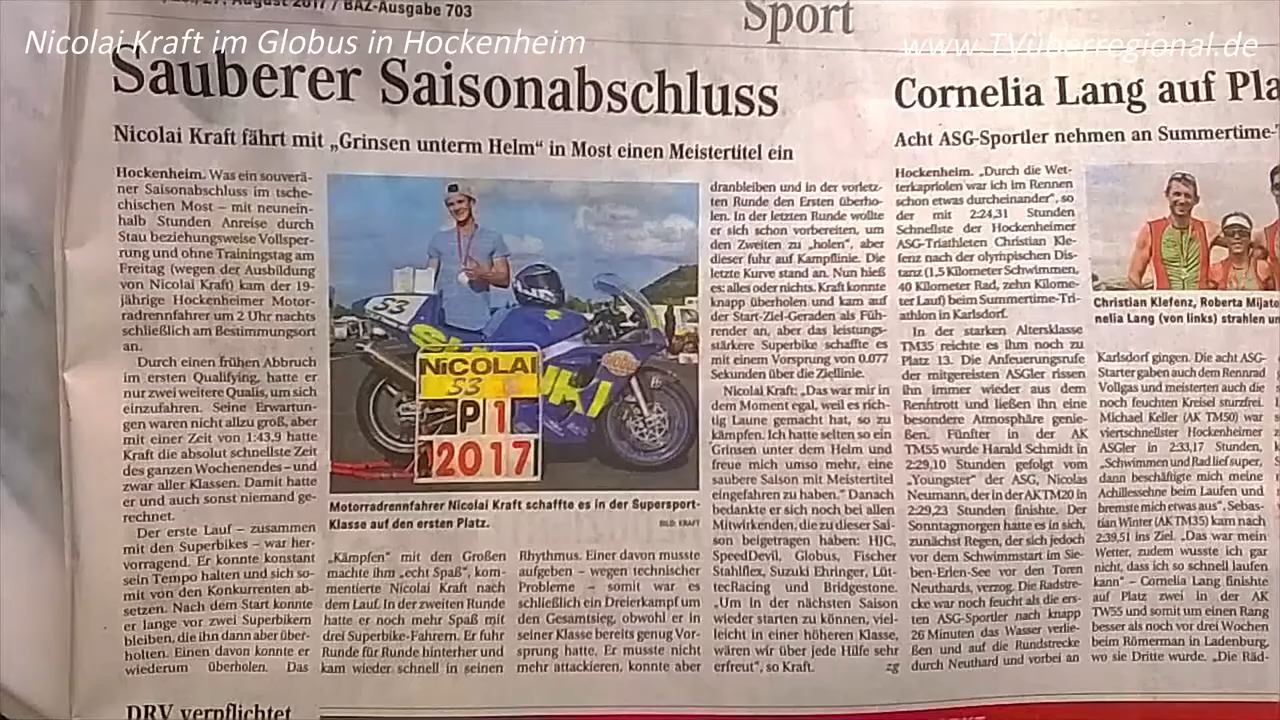 August 2017 / BAZ-Ausgabe 703
Sport
Nicolai Kraft im Globus in Hockenheim
www.TVüberregional.de
Sauberer Saisonabschluss
Nicolai Kraft fährt mit „Grinsen unterm Helm“ in Most einen Meistertitel ein
Hockenheim. Was ein souverä-
ner Saisonabschluss im tsche-
chischen Most – mit neunein-
halb Stunden Anreise durch
Stau beziehungsweise Vollsper-
rung und ohne Trainingstag am
Freitag (wegen der Ausbildung
von Nicolai Kraft) kam der 19-
jährige Hockenheimer Motor-
radrennfahrer um 2 Uhr nachts
schließlich am Bestimmungsort
an.
Durch einen frühen Abbruch
im ersten Qualifying, hatte er
nur zwei weitere Qualis, um sich
einzufahren. Seine Erwartun-
gen waren nicht allzu groß, aber
mit einer Zeit von 1:43,9 hatte
Kraft die absolut schnellste Zeit
des ganzen Wochenendes – und
zwar aller Klassen. Damit hatte
er und auch sonst niemand ge-
rechnet.
Der erste Lauf – zusammen
mit den Superbikes – war her-
vorragend. Er konnte konstant
sein Tempo halten und sich so-
mit von den Konkurrenten ab-
setzen. Nach dem Start konnte
er lange vor zwei Superbikern
bleiben, die ihn dann aber über-
holten. Einen davon konnte er
wiederum überholen. Das
53
NiCOLAI
53
P 1
2017
Motorradrennfahrer Nicolai Kraft schaffte es in der Supersport-
Klasse auf den ersten Platz.
BILD: KRAFT
„Kämpfen“ mit den Großen
machte ihm „echt Spaß“, kom-
mentierte Nicolai Kraft nach
dem Lauf. In der zweiten Runde
hatte er noch mehr Spaß mit
drei Superbike-Fahrern. Er fuhr
Runde für Runde hinterher und
kam wieder schnell in seinen
Rhythmus. Einer davon musste
aufgeben – wegen technischer
Probleme – somit war es
schließlich ein Dreierkampf um
den Gesamtsieg, obwohl er in
seiner Klasse bereits genug Vor-
sprung hatte. Er musste nicht
mehr attackieren, konnte aber
dranbleiben und in der vorletz-
ten Runde den Ersten überho-
len. In der letzten Runde wollte
er sich schon vorbereiten, um
den Zweiten zu „holen“, aber
dieser fuhr auf Kampflinie. Die
letzte Kurve stand an. Nun hieß
es: alles oder nichts. Kraft konnte
knapp überholen und kam auf
der Start-Ziel-Geraden als Füh-
render an, aber das leistungs-
stärkere Superbike schaffte es
mit einem Vorsprung von 0.077
Sekunden über die Ziellinie.
Nicolai Kraft: „Das war mir in
dem Moment egal, weil es rich-
tig Laune gemacht hat, so zu
kämpfen. Ich hatte selten so ein
Grinsen unter dem Helm und
freue mich umso mehr, eine
saubere Saison mit Meistertitel
eingefahren zu haben.“ Danach
bedankte er sich noch bei allen
Mitwirkenden, die zu dieser Sai-
son beigetragen haben: HJC,
SpeedDevil, Globus, Fischer
Stahlflex, Suzuki Ehringer, Lüt-
tecRacing und Bridgestone.
„Um in der nächsten Saison
wieder starten zu können, viel-
leicht in einer höheren Klasse,
wären wir über jede Hilfe sehr
erfreut“, so Kraft. zg
Cornelia Lang auf Pla
Acht ASG-Sportler nehmen an Summertime-
Hockenheim. „Durch die Wet-
terkapriolen war ich im Rennen
schon etwas durcheinander“, so
der mit 2:24,31 Stunden
Schnellste der Hockenheimer
ASG-Triathleten Christian Kle-
fenz, nach der olympischen Dis-
tanz (1,5 Kilometer Schwimmen,
40 Kilometer Rad, zehn Kilome-
ter Lauf) beim Summertime-Tri-
athlon in Karlsdorf.
In der starken Altersklasse
TM35 reichte es ihm noch zu
Platz 13. Die Anfeuerungsrufe
der mitgereisten ASGler rissen
ihn immer wieder aus dem
Renntrott und ließen ihn eine
besondere Atmosphäre genie-
ßen. Fünfter in der AK
TM55 wurde Harald Schmidt in
2:29,10 Stunden gefolgt vom
„Youngster“ der ASG, Nicolas
Neumann, der in der AK TM20 in
2:29,23 Stunden finishte. Der
Sonntagmorgen hatte es in sich,
zunächst Regen, der sich jedoch
vor dem Schwimmstart im Sie-
ben-Erlen-See vor den Toren
Neuthards, verzog. Die Radstre-
cke war noch feucht als die ers-
ten ASG-Sportler nach knapp
26 Minuten das Wasser verlie-
ßen und auf die Rundstrecke
durch Neuthard und vorbei an
Christian Klefenz, Roberta Mijato
nelia Lang (von links) strahlen un
Karlsdorf gingen. Die acht ASG-
Starter gaben auch dem Rennrad
Vollgas und meisterten auch die
noch feuchten Kreisel sturzfrei.
Michael Keller (AK TM50) war
viertschnellster Hockenheimer
ASGler in 2:33,17 Stunden,
„Schwimmen und Rad lief super,
dann beschäftigte mich meine
Achillessehne beim Laufen und
bremste mich etwas aus“. Sebas-
tian Winter (AK TM35) kam nach
2:39,51 ins Ziel. „Das war mein
Wetter, zudem wusste ich gar
nicht, dass ich so schnell laufen
kann“ – Cornelia Lang finishte
auf Platz zwei in der AK
TW55 und somit um einen Rang
besser als noch vor drei Wochen
beim Römerman in Ladenburg,
wo sie Dritte wurde. „Die Räd-
DRV verpflichtet